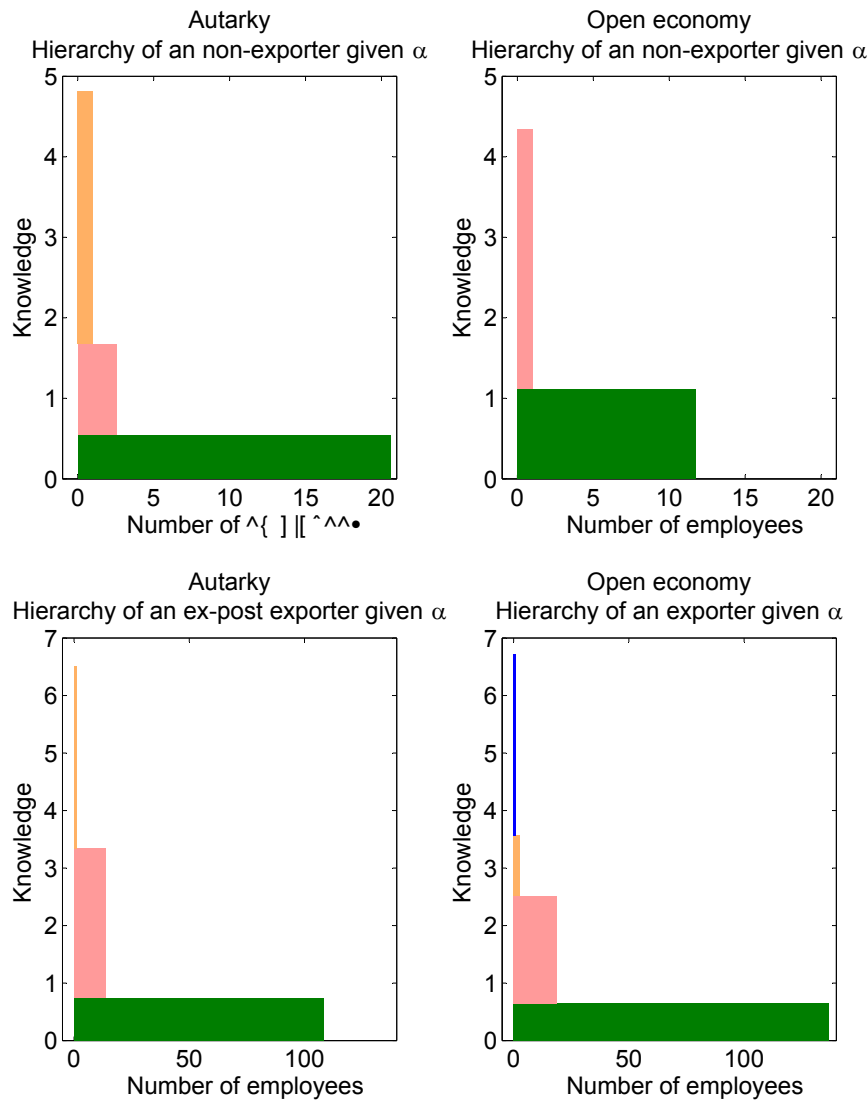 Autarky
Hierarchy of an non-exporter given α
5
4
3
2
1
0
Knowledge
0 5 10 15 20
Number of ^{ ] |[ ˆ^^•
Open economy
Hierarchy of an non-exporter given α
5
4
3
2
1
0
Knowledge
0 5 10 15 20
Number of employees
Autarky
Hierarchy of an ex-post exporter given α
7
6
5
4
3
2
1
0
Knowledge
0 50 100
Number of employees
Open economy
Hierarchy of an exporter given α
7
6
5
4
3
2
1
0
Knowledge
0 50 100
Number of employees